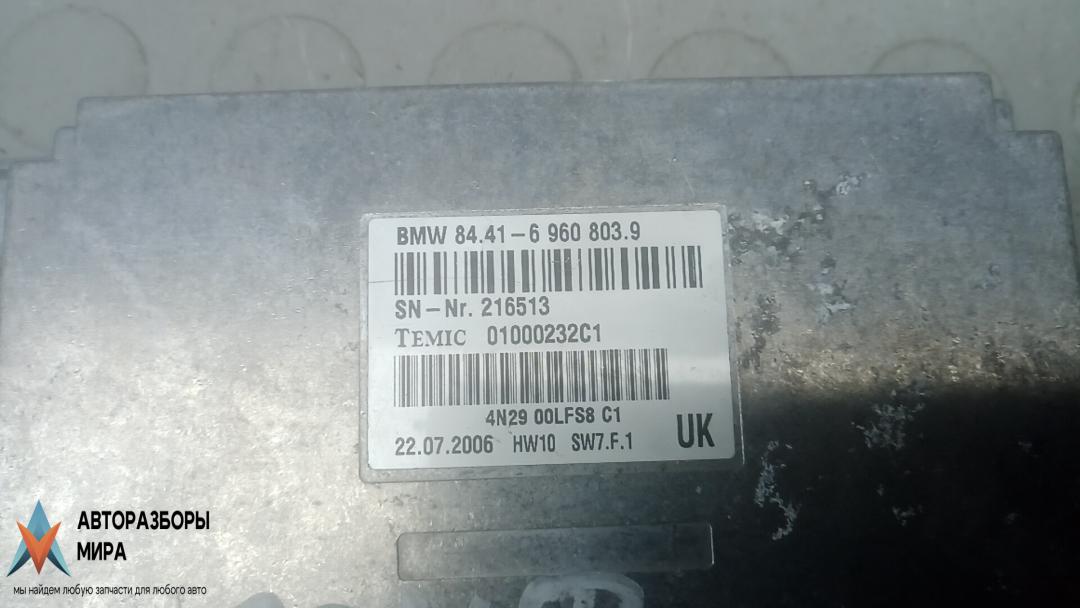 BMW 84.41-6 960 803.9
SN-Nr. 216513
TEMIC 01000232C1
4N29 00LFS8 C1
22.07.2006 HW10 SW7.F.1 UK
АВТОРАЗБОРЫ
МИРА
мы найдем любую запчасти для любого авто